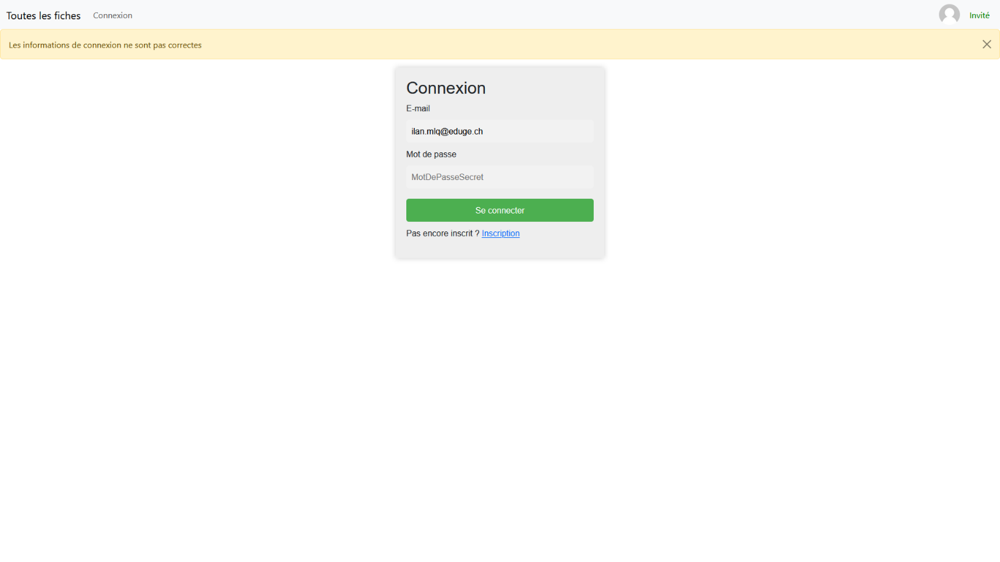 Toutes les fiches Connexion Invité
Les informations de connexion ne sont pas correctes
Connexion
E-mail
ilan.mlq@eduge.ch
Mot de passe
MotDePasseSecret
Se connecter
Pas encore inscrit ? Inscription